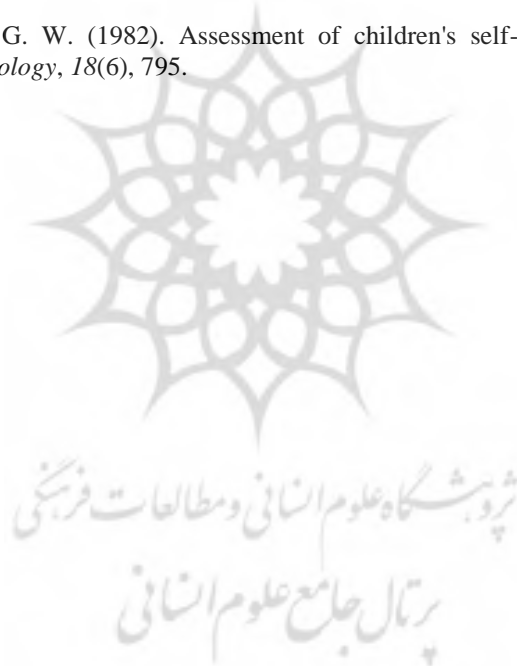 G. W. (1982). Assessment of children's self-
ology, 18(6), 795.
پژوهشگاه علوم انسانی و مطالعات فرهنگی
پرتال جامع علوم انسانی